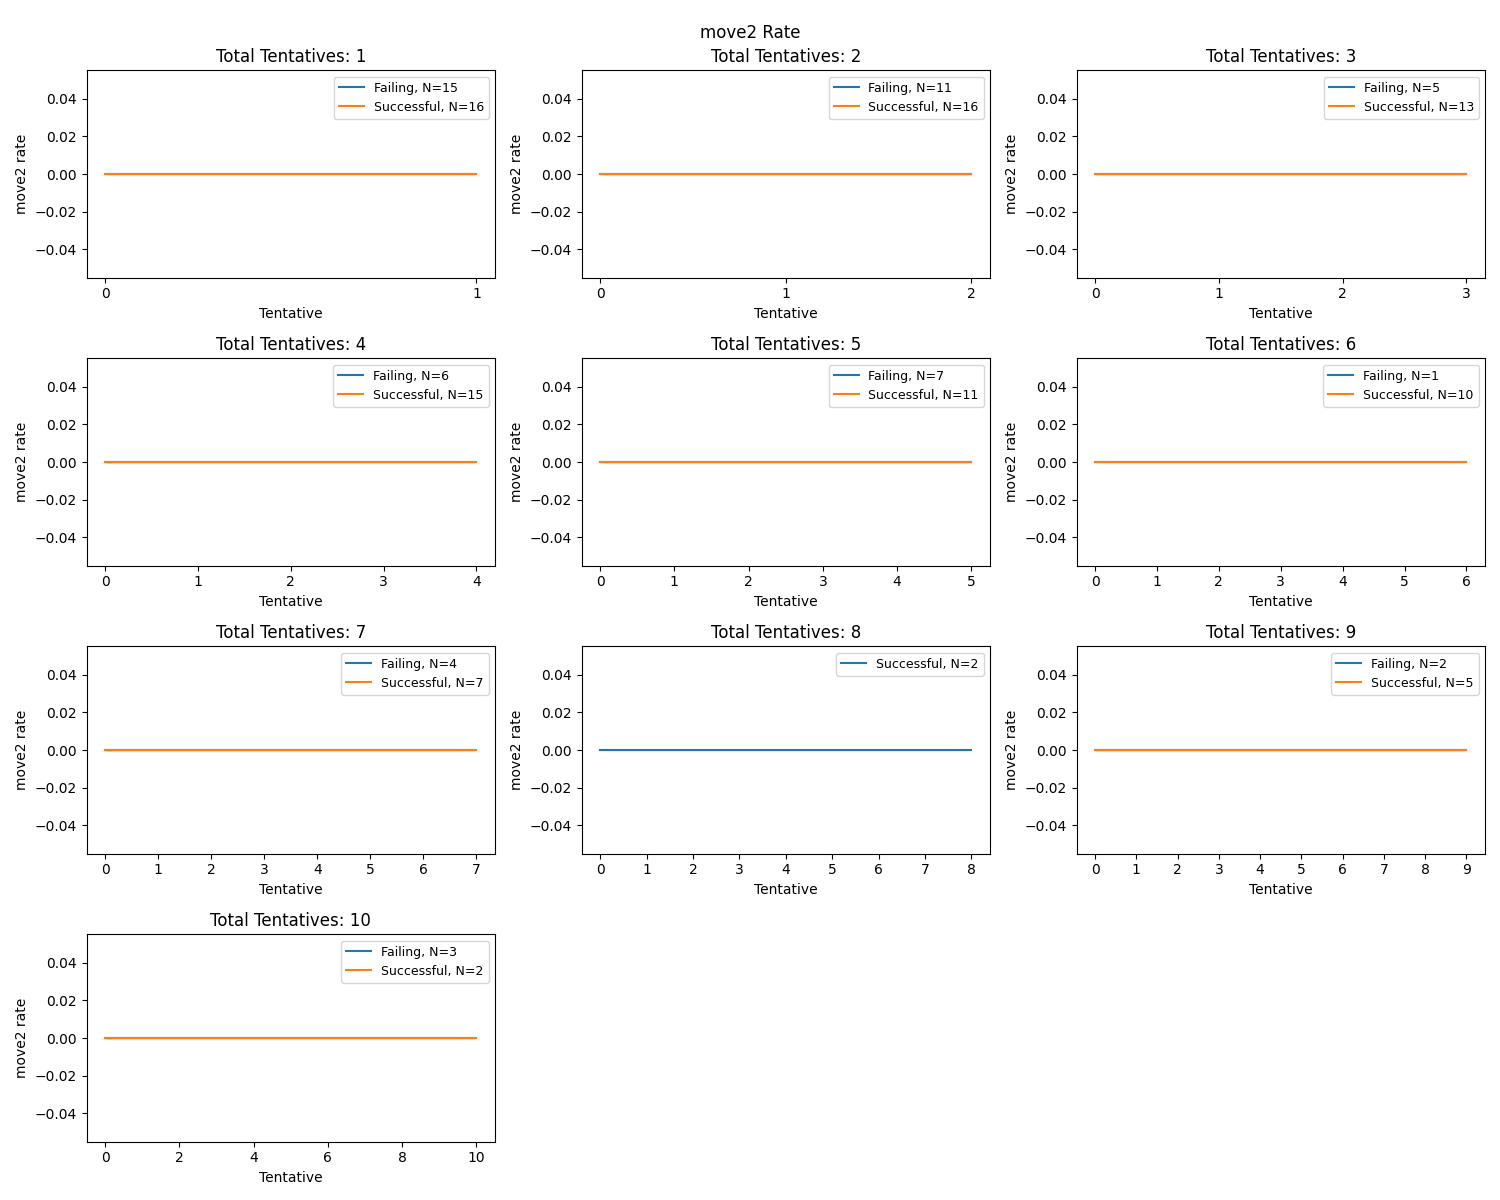 move2 Rate
Total Tentatives: 1
Failing, N=15
Successful, N=16
0.04
0.02
0.00
−0.02
−0.04
move2 rate
0 1
Tentative
Total Tentatives: 2
Failing, N=11
Successful, N=16
0.04
0.02
0.00
−0.02
−0.04
move2 rate
0 1 2
Tentative
Total Tentatives: 3
Failing, N=5
Successful, N=13
0.04
0.02
0.00
−0.02
−0.04
move2 rate
0 1 2 3
Tentative
Total Tentatives: 4
Failing, N=6
Successful, N=15
0.04
0.02
0.00
−0.02
−0.04
move2 rate
0 1 2 3 4
Tentative
Total Tentatives: 5
Failing, N=7
Successful, N=11
0.04
0.02
0.00
−0.02
−0.04
move2 rate
0 1 2 3 4 5
Tentative
Total Tentatives: 6
Failing, N=1
Successful, N=10
0.04
0.02
0.00
−0.02
−0.04
move2 rate
0 1 2 3 4 5 6
Tentative
Total Tentatives: 7
Failing, N=4
Successful, N=7
0.04
0.02
0.00
−0.02
−0.04
move2 rate
0 1 2 3 4 5 6 7
Tentative
Total Tentatives: 8
Successful, N=2
0.04
0.02
0.00
−0.02
−0.04
move2 rate
0 1 2 3 4 5 6 7 8
Tentative
Total Tentatives: 9
Failing, N=2
Successful, N=5
0.04
0.02
0.00
−0.02
−0.04
move2 rate
0 1 2 3 4 5 6 7 8 9
Tentative
Total Tentatives: 10
Failing, N=3
Successful, N=2
0.04
0.02
0.00
−0.02
−0.04
move2 rate
0 2 4 6 8 10
Tentative